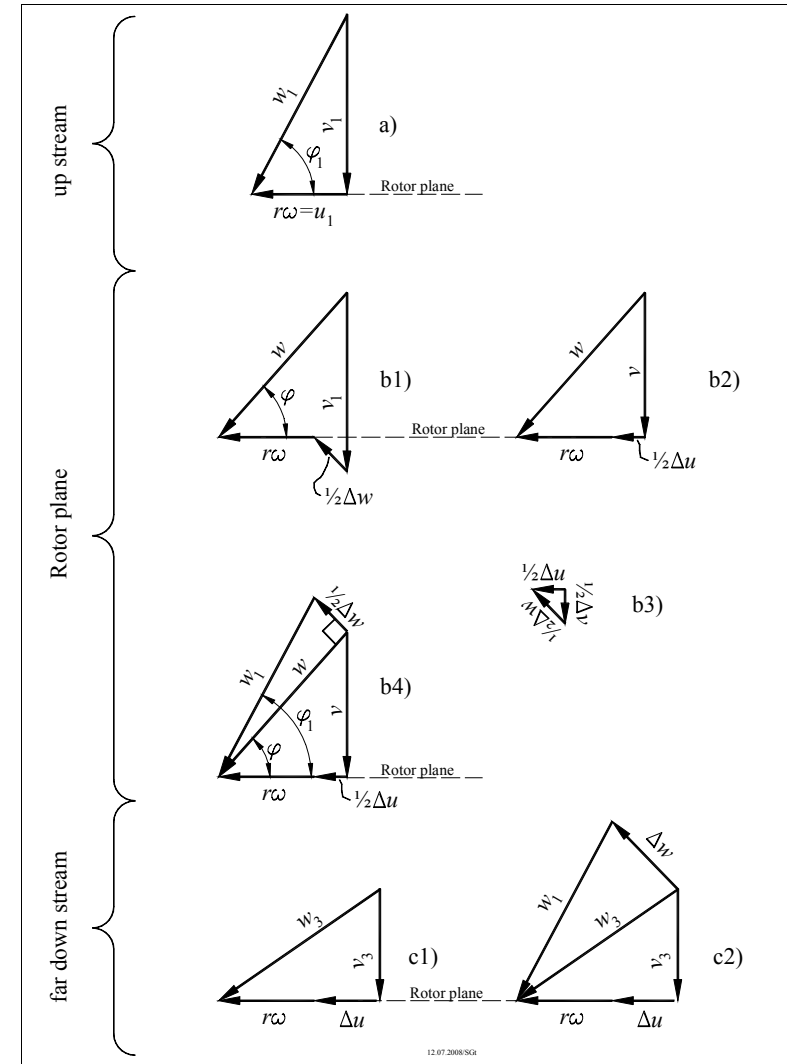 up stream
w₁
v₁
φ₁
a)
Rotor plane
rω=u₁
Rotor plane
w
φ
v₁
b1)
Rotor plane
rω
½Δw
w
v
b2)
rω
½Δu
½Δu
½Δv
½Δw
b3)
½Δw
w₁
w
φ₁
φ
v
b4)
Rotor plane
rω
½Δu
far down stream
w₃
v₃
c1)
Rotor plane
rω
Δu
Δw
w₁
w₃
v₃
c2)
rω
Δu
12.07.2008/SGt